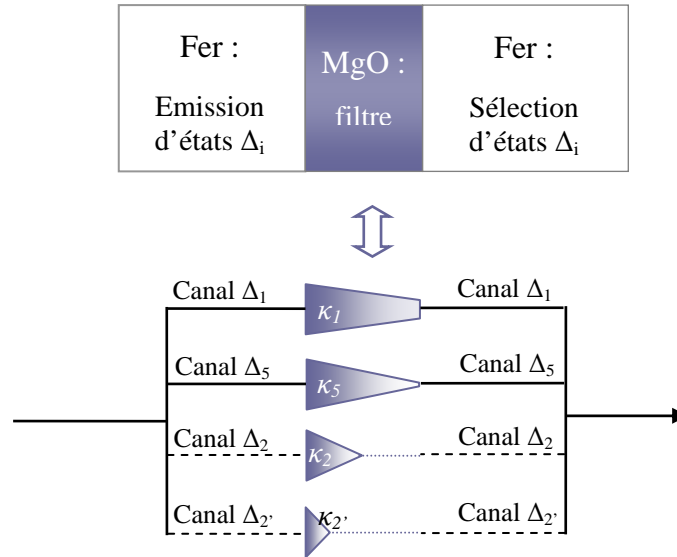 Fer :
Emission
d'états Δi
MgO :
filtre
Fer :
Sélection
d'états Δi
Canal Δ1
κ1
Canal Δ1
Canal Δ5
κ5
Canal Δ5
Canal Δ2
κ2
Canal Δ2
Canal Δ2'
κ2'
Canal Δ2'